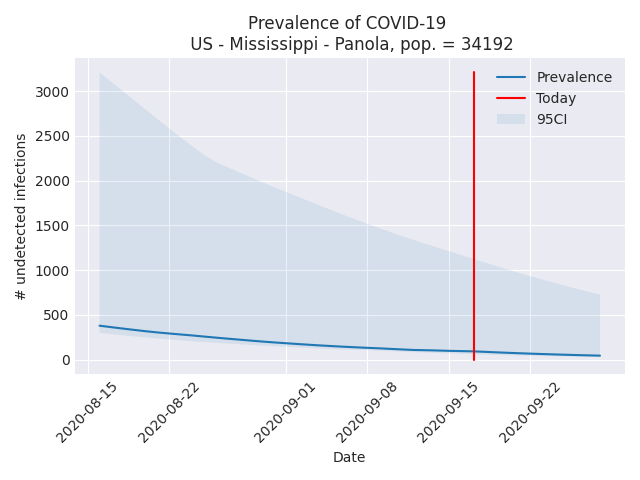 Prevalence of COVID-19
US - Mississippi - Panola, pop. = 34192
Prevalence
Today
95CI
# undetected infections
3000
2500
2000
1500
1000
500
0
2020-08-15
2020-08-22
2020-09-01
2020-09-08
2020-09-15
2020-09-22
Date